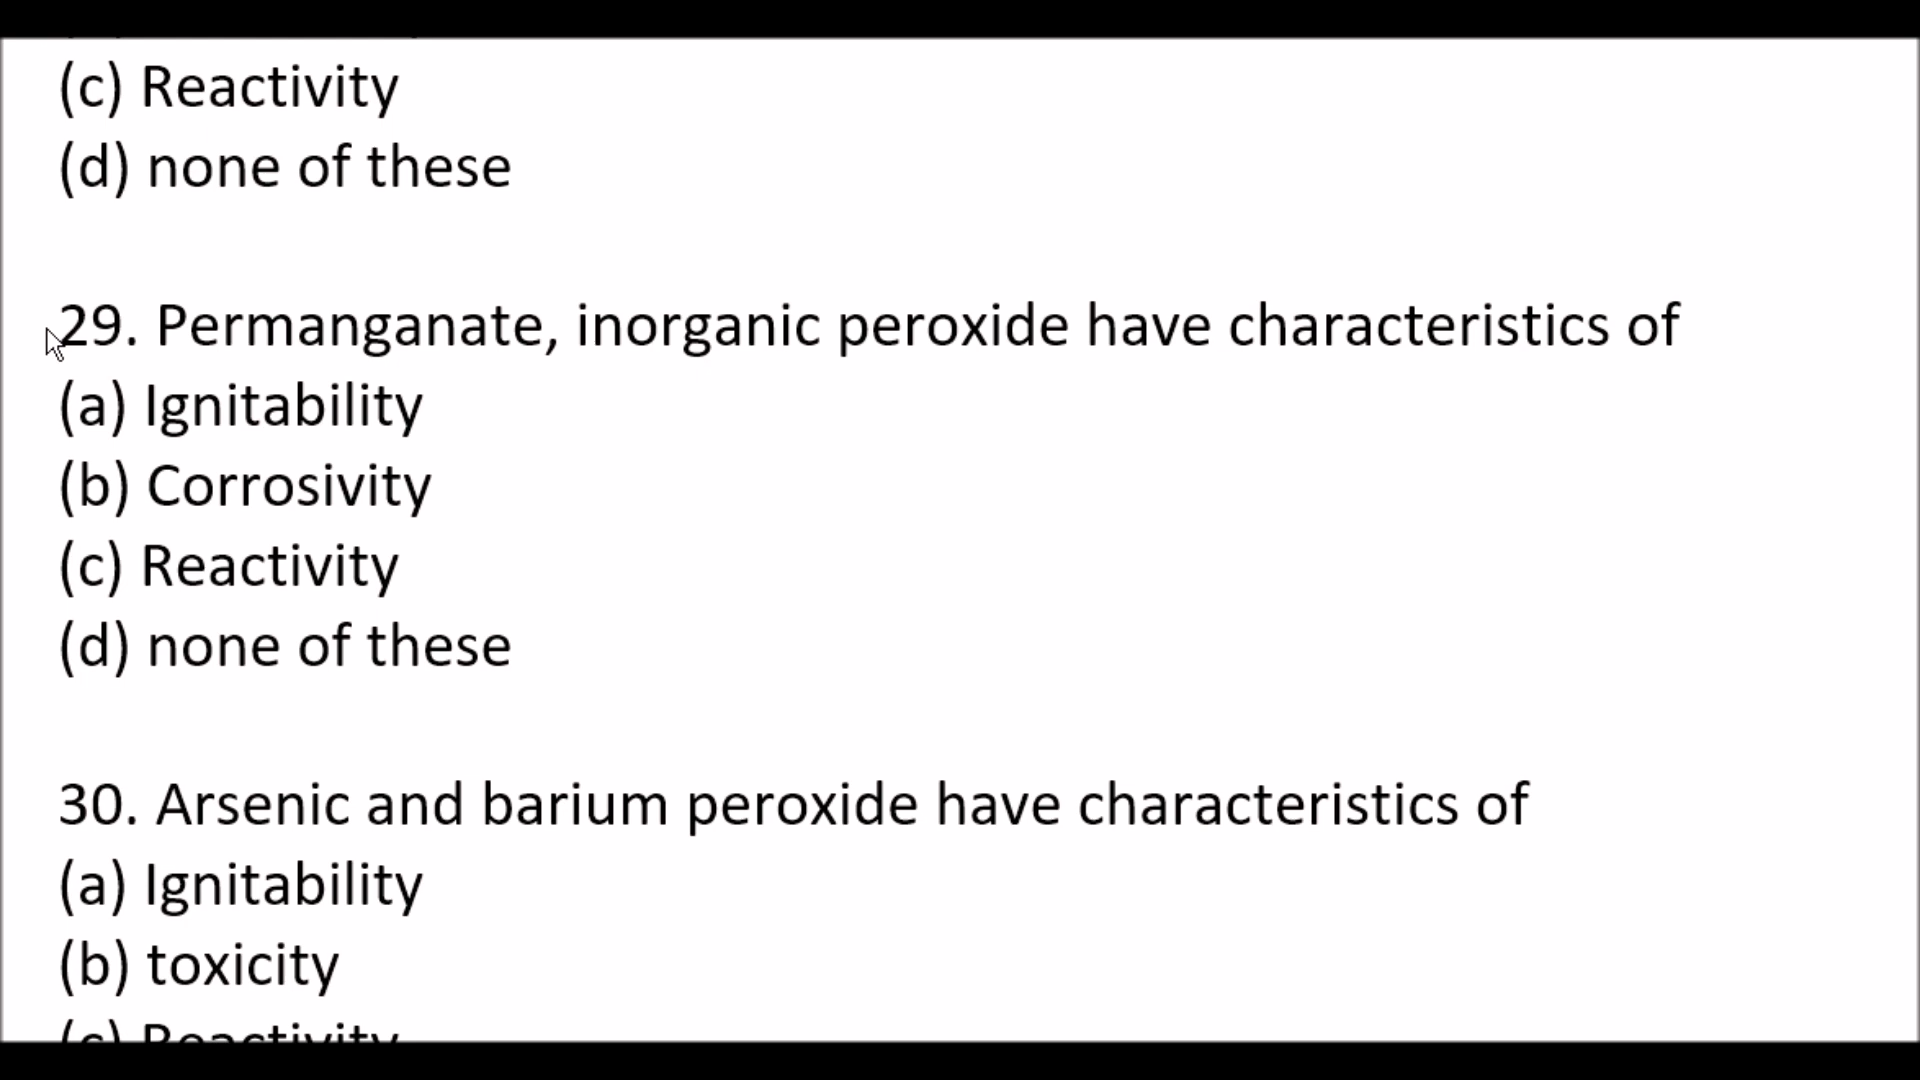 (c) Reactivity
(d) none of these
29. Permanganate, inorganic peroxide have characteristics of
(a) Ignitability
(b) Corrosivity
(c) Reactivity
(d) none of these
30. Arsenic and barium peroxide have characteristics of
(a) Ignitability
(b) toxicity
(c) Reactivity